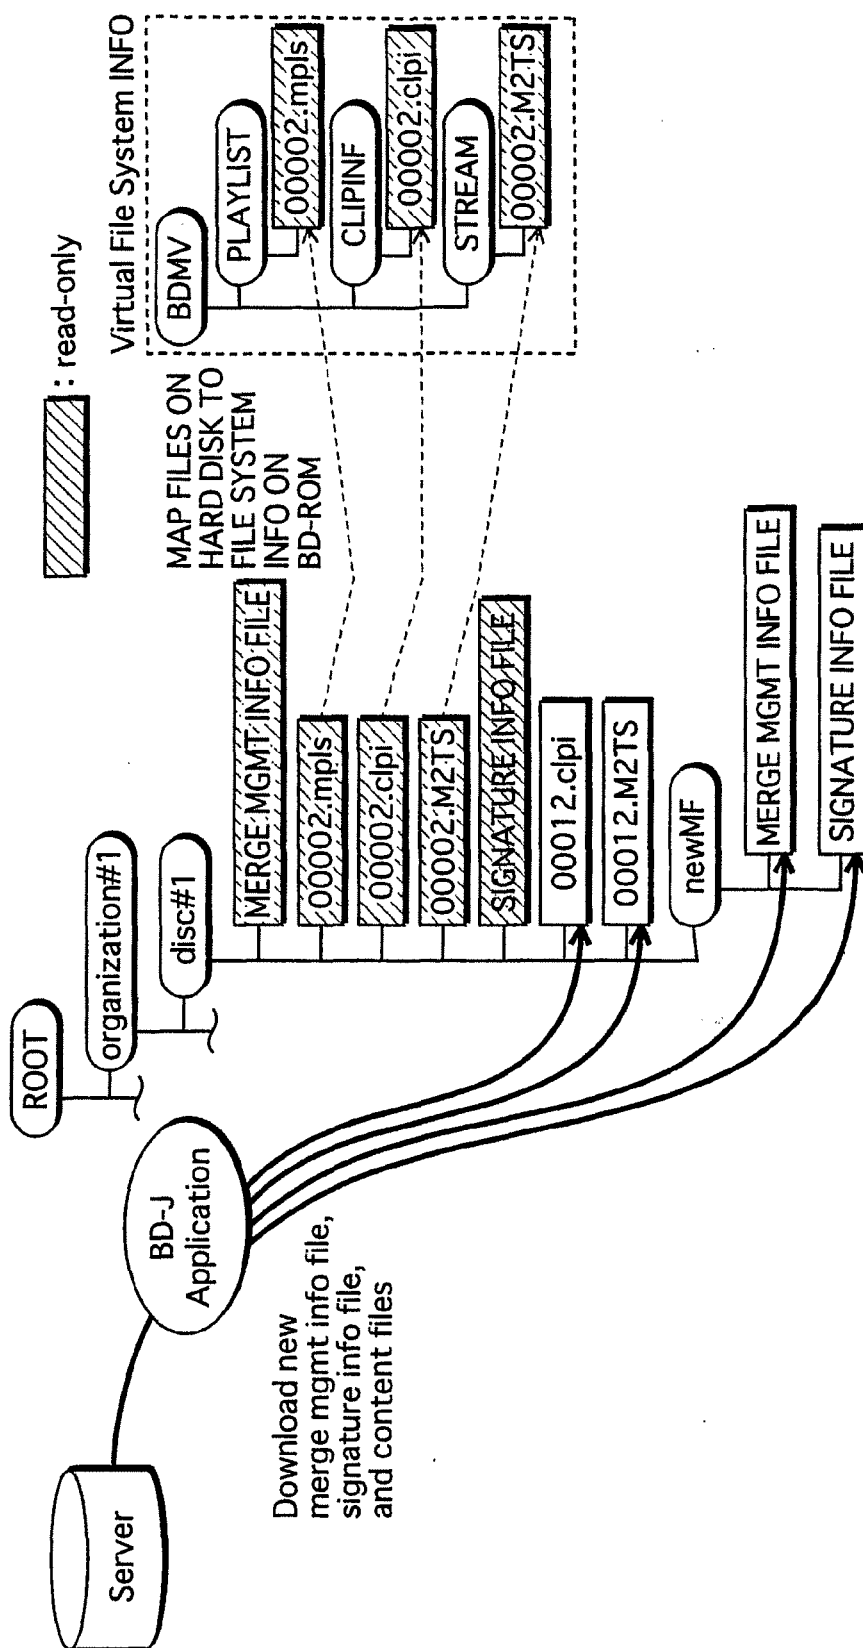 : read-only
Virtual File System INFO
BDMV
PLAYLIST
00002.mpls
CLIPINF
00002.clpi
STREAM
00002.M2TS
MAP FILES ON
HARD DISK TO
FILE SYSTEM
INFO ON
BD-ROM
ROOT
organization#1
disc#1
MERGE MGMT INFO FILE
00002.mpls
00002.clpi
00002.M2TS
SIGNATURE INFO FILE
00012.clpi
00012.M2TS
newMF
MERGE MGMT INFO FILE
SIGNATURE INFO FILE
BD-J
Application
Server
Download new
merge mgmt info file,
signature info file,
and content files